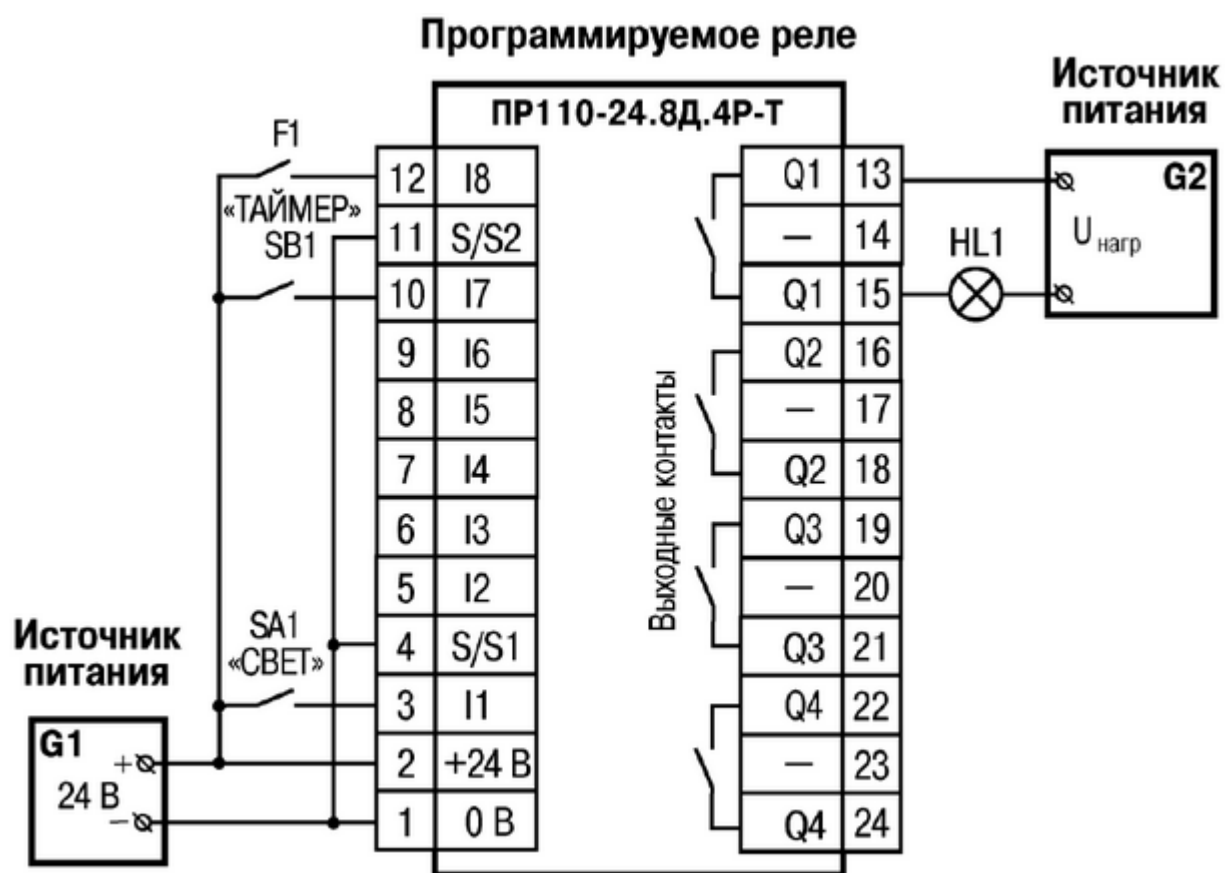 Программируемое реле
ПР110-24.8Д.4Р-Т
Источник
питания
G2
U нагр
HL1
F1
«ТАЙМЕР»
SB1
SA1
«СВЕТ»
Источник
питания
G1
+
24 В
−
12 I8
11 S/S2
10 I7
9 I6
8 I5
7 I4
6 I3
5 I2
4 S/S1
3 I1
2 +24 В
1 0 В
Выходные контакты
Q1 13
— 14
Q1 15
Q2 16
— 17
Q2 18
Q3 19
— 20
Q3 21
Q4 22
— 23
Q4 24